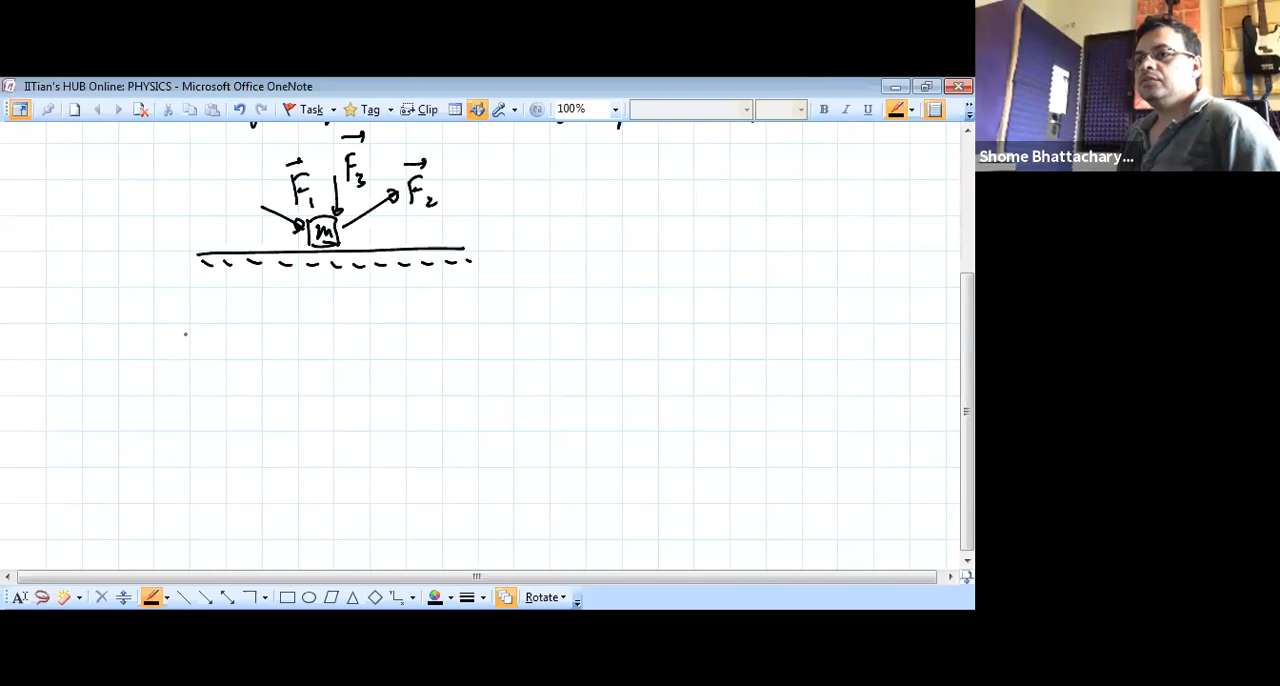 IITian's HUB Online: PHYSICS - Microsoft Office OneNote
Task Tag Clip 100% B I U
F₃
F₁ F₂
m
Shome Bhattachary...
A Rotate